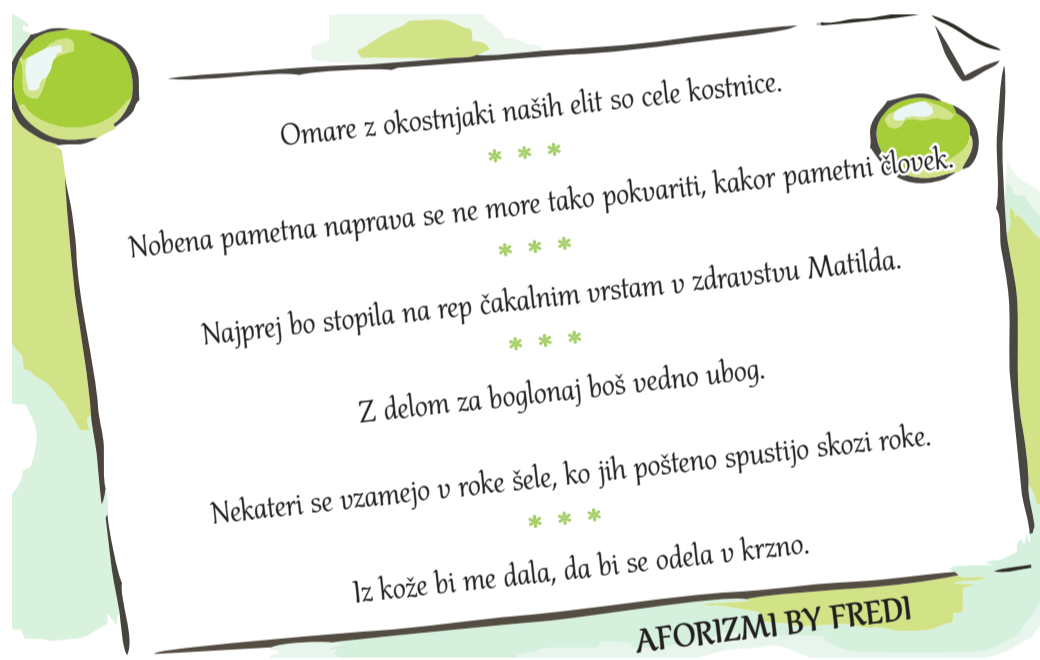 Omare z okostnjaki naših elit so cele kostnice.
* * *
Nobena pametna naprava se ne more tako pokvariti, kakor pametni človek.
* * *
Najprej bo stopila na rep čakalnim vrstam v zdravstvu Matilda.
* * *
Z delom za boglonaj boš vedno ubog.
Nekateri se vzamejo v roke šele, ko jih pošteno spustijo skozi roke.
* * *
Iz kože bi me dala, da bi se odela v krzno.
AFORIZMI BY FREDI